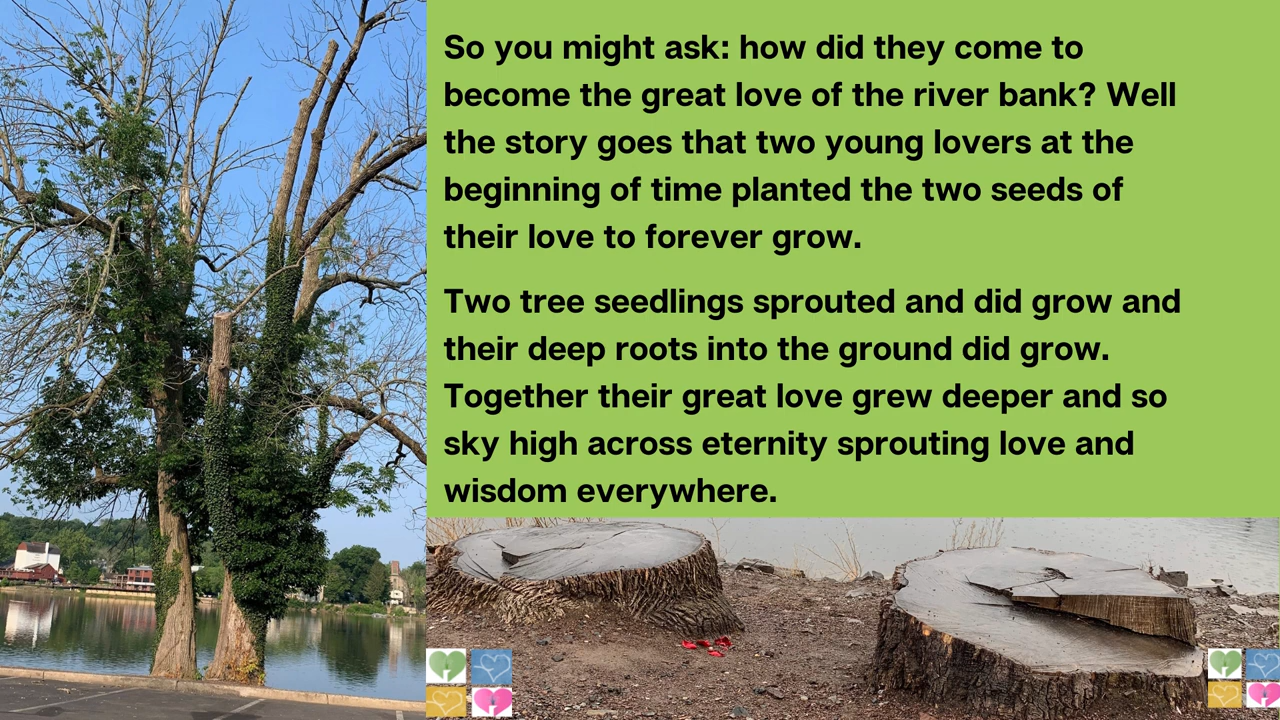 So you might ask: how did they come to
become the great love of the river bank? Well
the story goes that two young lovers at the
beginning of time planted the two seeds of
their love to forever grow.
Two tree seedlings sprouted and did grow and
their deep roots into the ground did grow.
Together their great love grew deeper and so
sky high across eternity sprouting love and
wisdom everywhere.